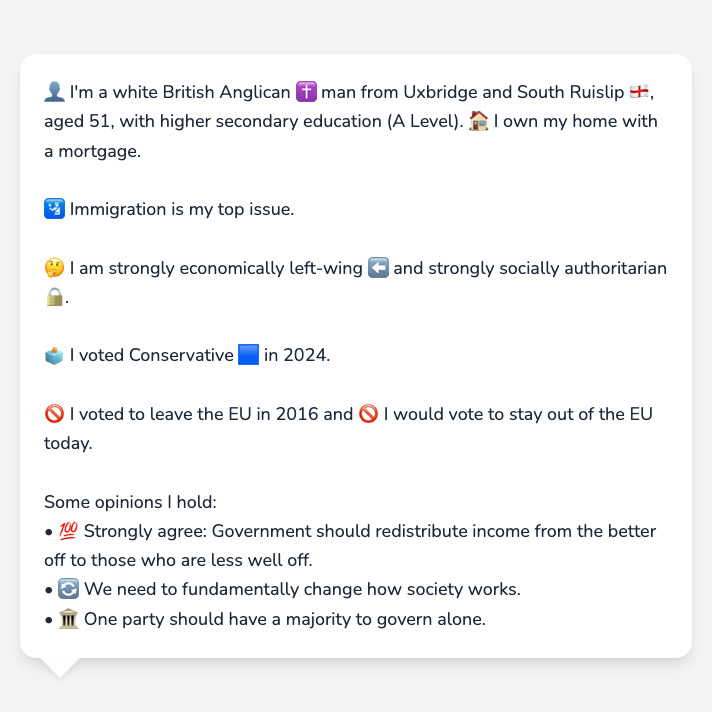 👤 I'm a white British Anglican ✝️ man from Uxbridge and South Ruislip 🏴󠁧󠁢󠁥󠁮󠁧󠁿,
aged 51, with higher secondary education (A Level). 🏠 I own my home with
a mortgage.
🛂 Immigration is my top issue.
🤔 I am strongly economically left-wing ⬅️ and strongly socially authoritarian
🔒.
🗳️ I voted Conservative 🟦 in 2024.
🚫 I voted to leave the EU in 2016 and 🚫 I would vote to stay out of the EU
today.
Some opinions I hold:
• 💯 Strongly agree: Government should redistribute income from the better
off to those who are less well off.
• 🔄 We need to fundamentally change how society works.
• 🏛️ One party should have a majority to govern alone.